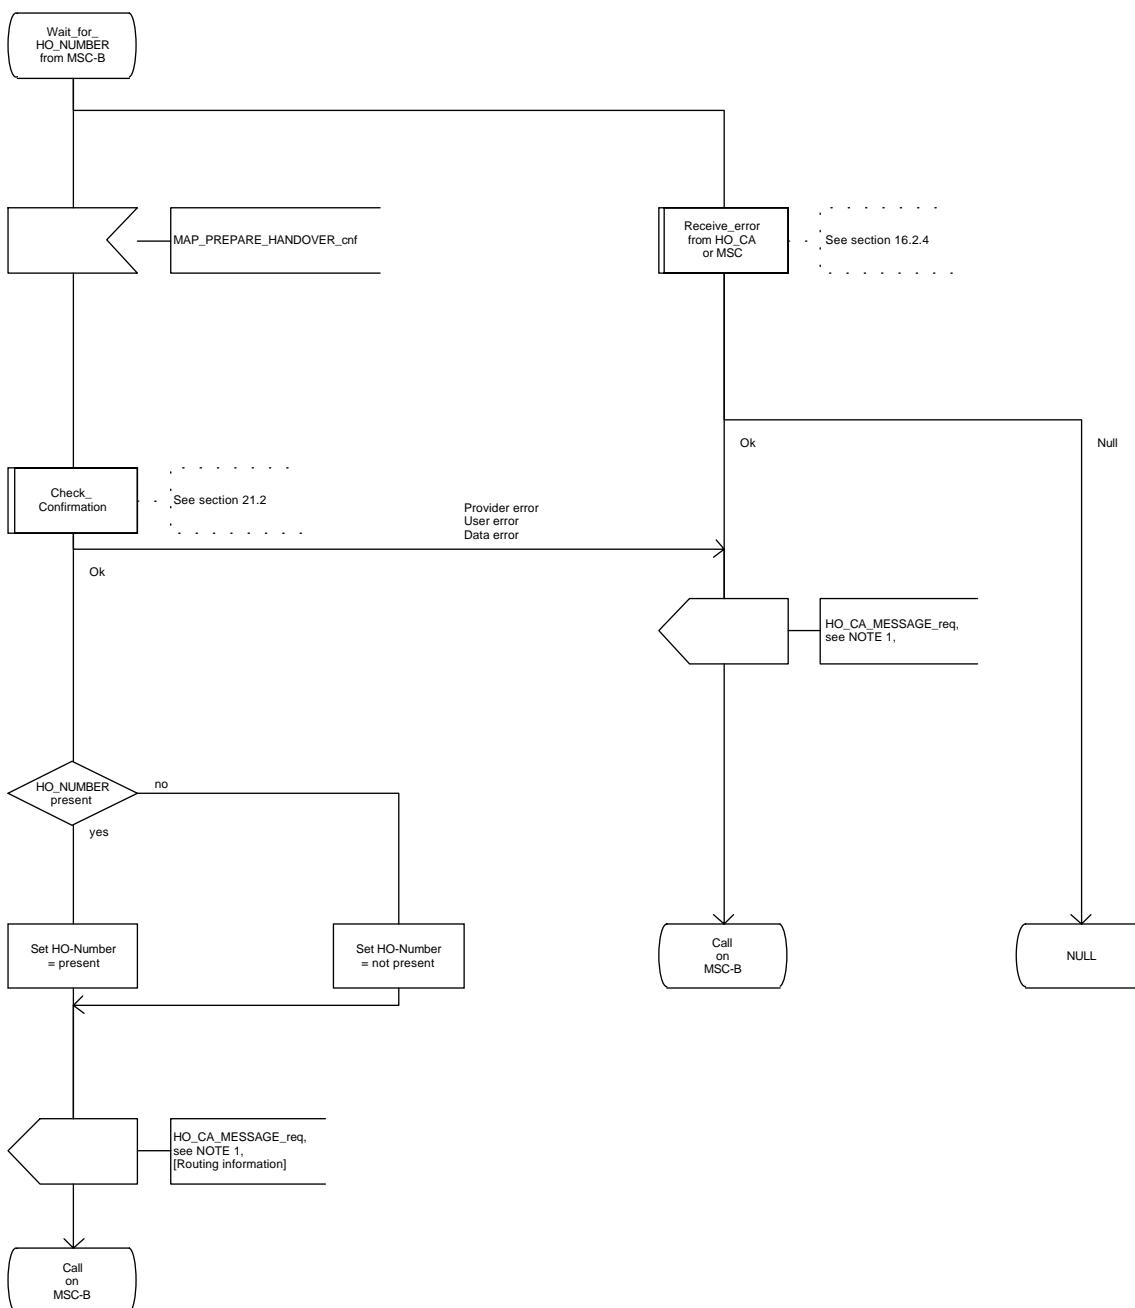 Wait_for_
HO_NUMBER
from MSC-B
MAP_PREPARE_HANDOVER_cnf
Receive_error
from HO_CA
or MSC
See section 16.2.4
Ok
Null
Check_
Confirmation
See section 21.2
Provider error
User error
Data error
Ok
HO_CA_MESSAGE_req,
see NOTE 1,
HO_NUMBER
present
no
yes
Set HO-Number
= present
Set HO-Number
= not present
Call
on
MSC-B
NULL
HO_CA_MESSAGE_req,
see NOTE 1,
[Routing information]
Call
on
MSC-B